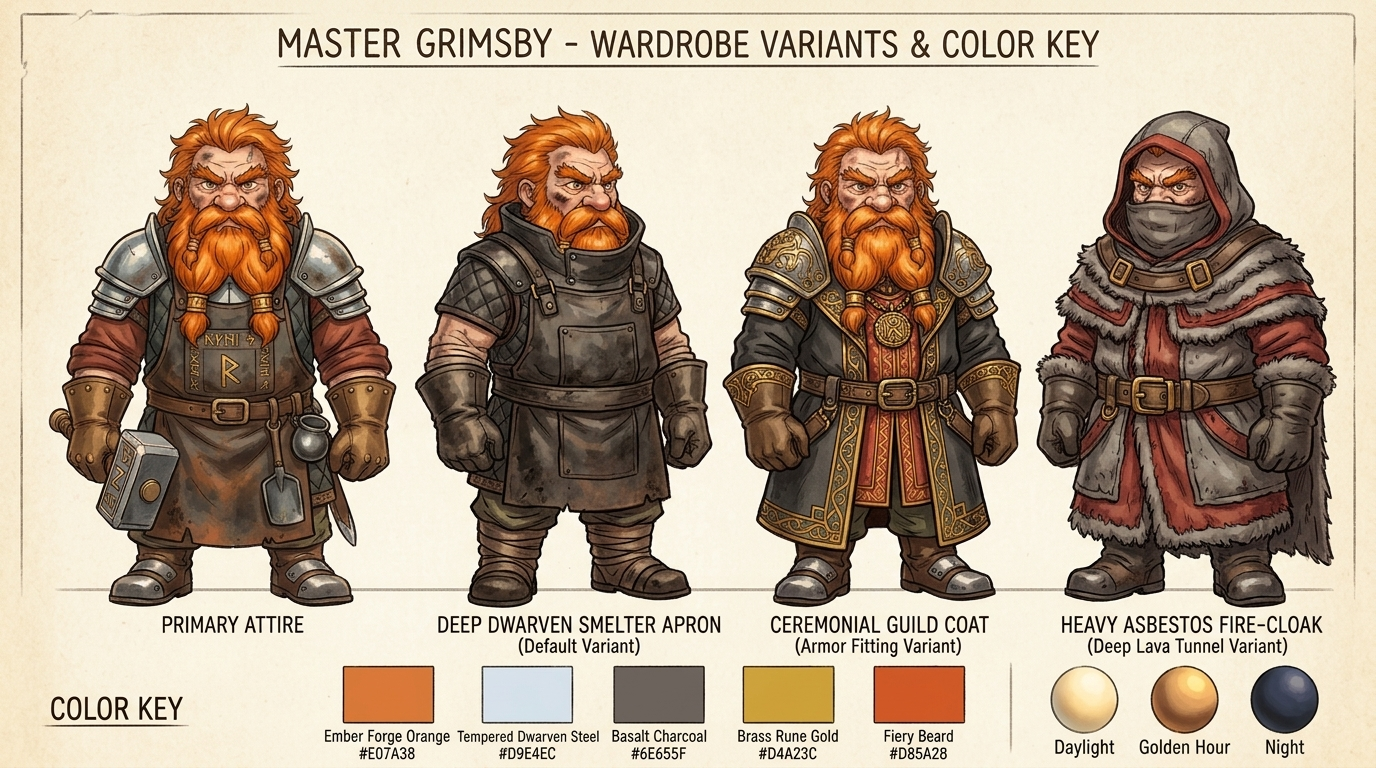 MASTER GRIMSBY - WARDROBE VARIANTS & COLOR KEY
PRIMARY ATTIRE
DEEP DWARVEN SMELTER APRON
(Default Variant)
CEREMONIAL GUILD COAT
(Armor Fitting Variant)
HEAVY ASBESTOS FIRE-CLOAK
(Deep Lava Tunnel Variant)
COLOR KEY
Ember Forge Orange
#E07A38
Tempered Dwarven Steel
#D9E4EC
Basalt Charcoal
#6E655F
Brass Rune Gold
#D4A23C
Fiery Beard
#D85A28
Daylight
Golden Hour
Night